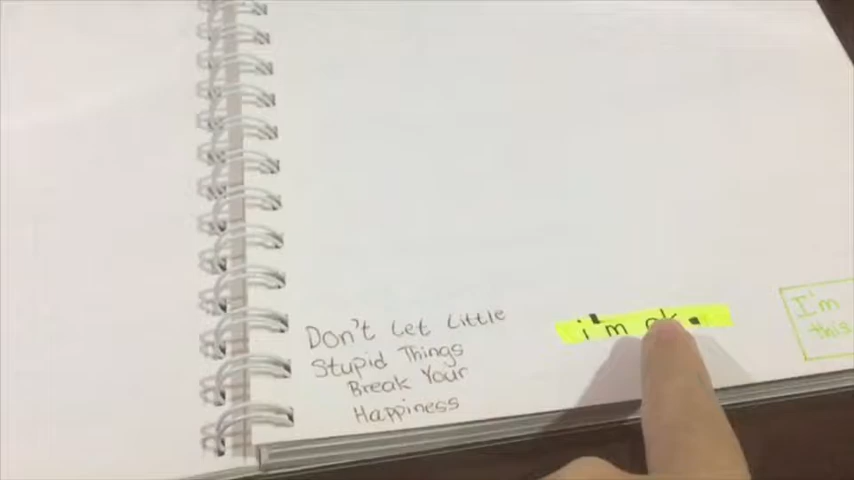 Don't Let Little
Stupid Things
Break Your
Happiness
i'm ok.
I'm
this